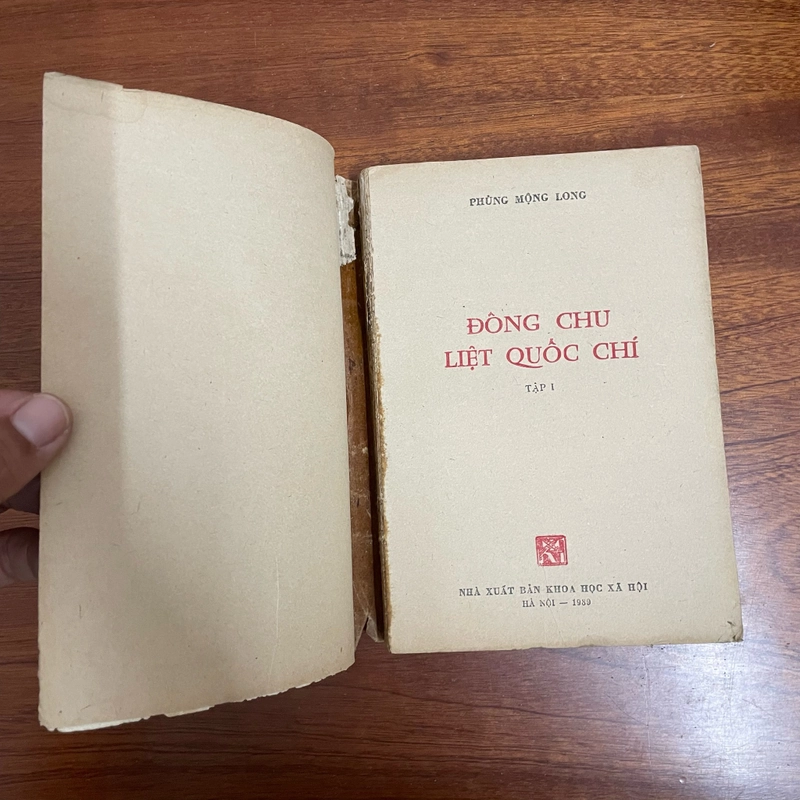 PHÙNG MỘNG LONG
ĐÔNG CHU
LIỆT QUỐC CHÍ
TẬP I
NHÀ XUẤT BẢN KHOA HỌC XÃ HỘI
HÀ NỘI — 1989